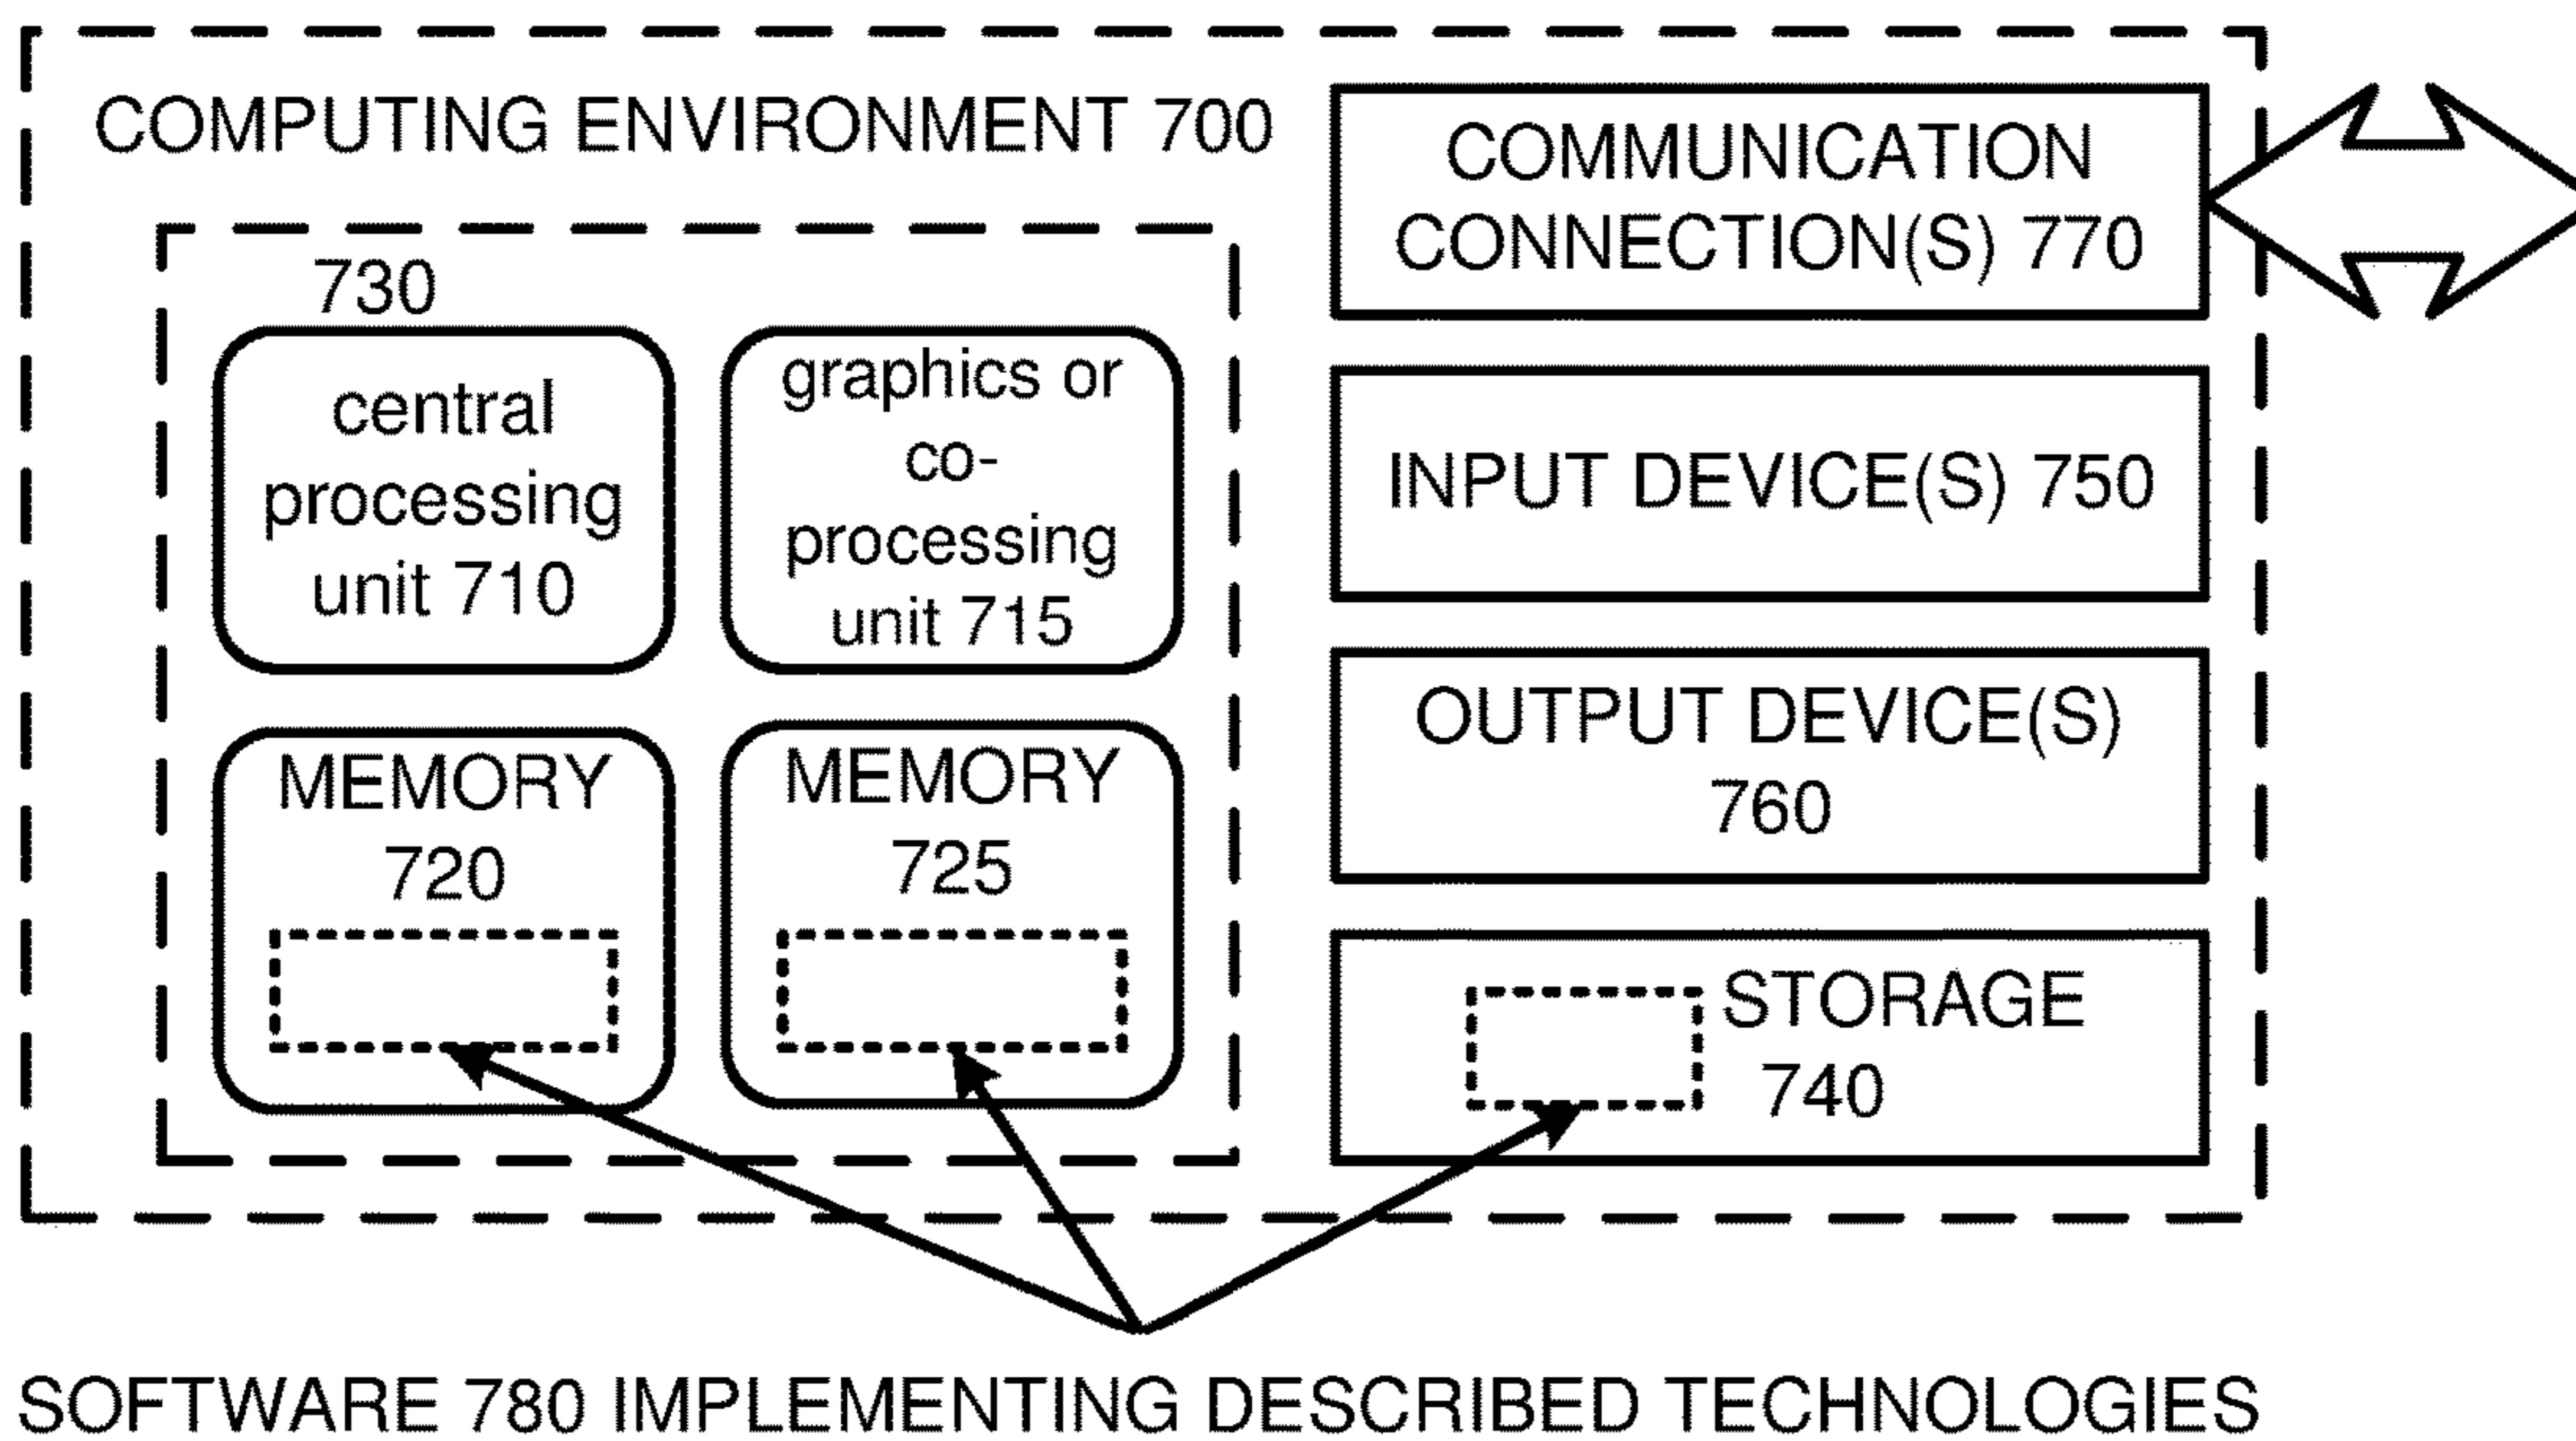 COMPUTING ENVIRONMENT 700
730
central
processing
unit 710
graphics or
co-
processing
unit 715
MEMORY
720
MEMORY
725
COMMUNICATION
CONNECTION(S) 770
INPUT DEVICE(S) 750
OUTPUT DEVICE(S)
760
STORAGE
740
SOFTWARE 780 IMPLEMENTING DESCRIBED TECHNOLOGIES